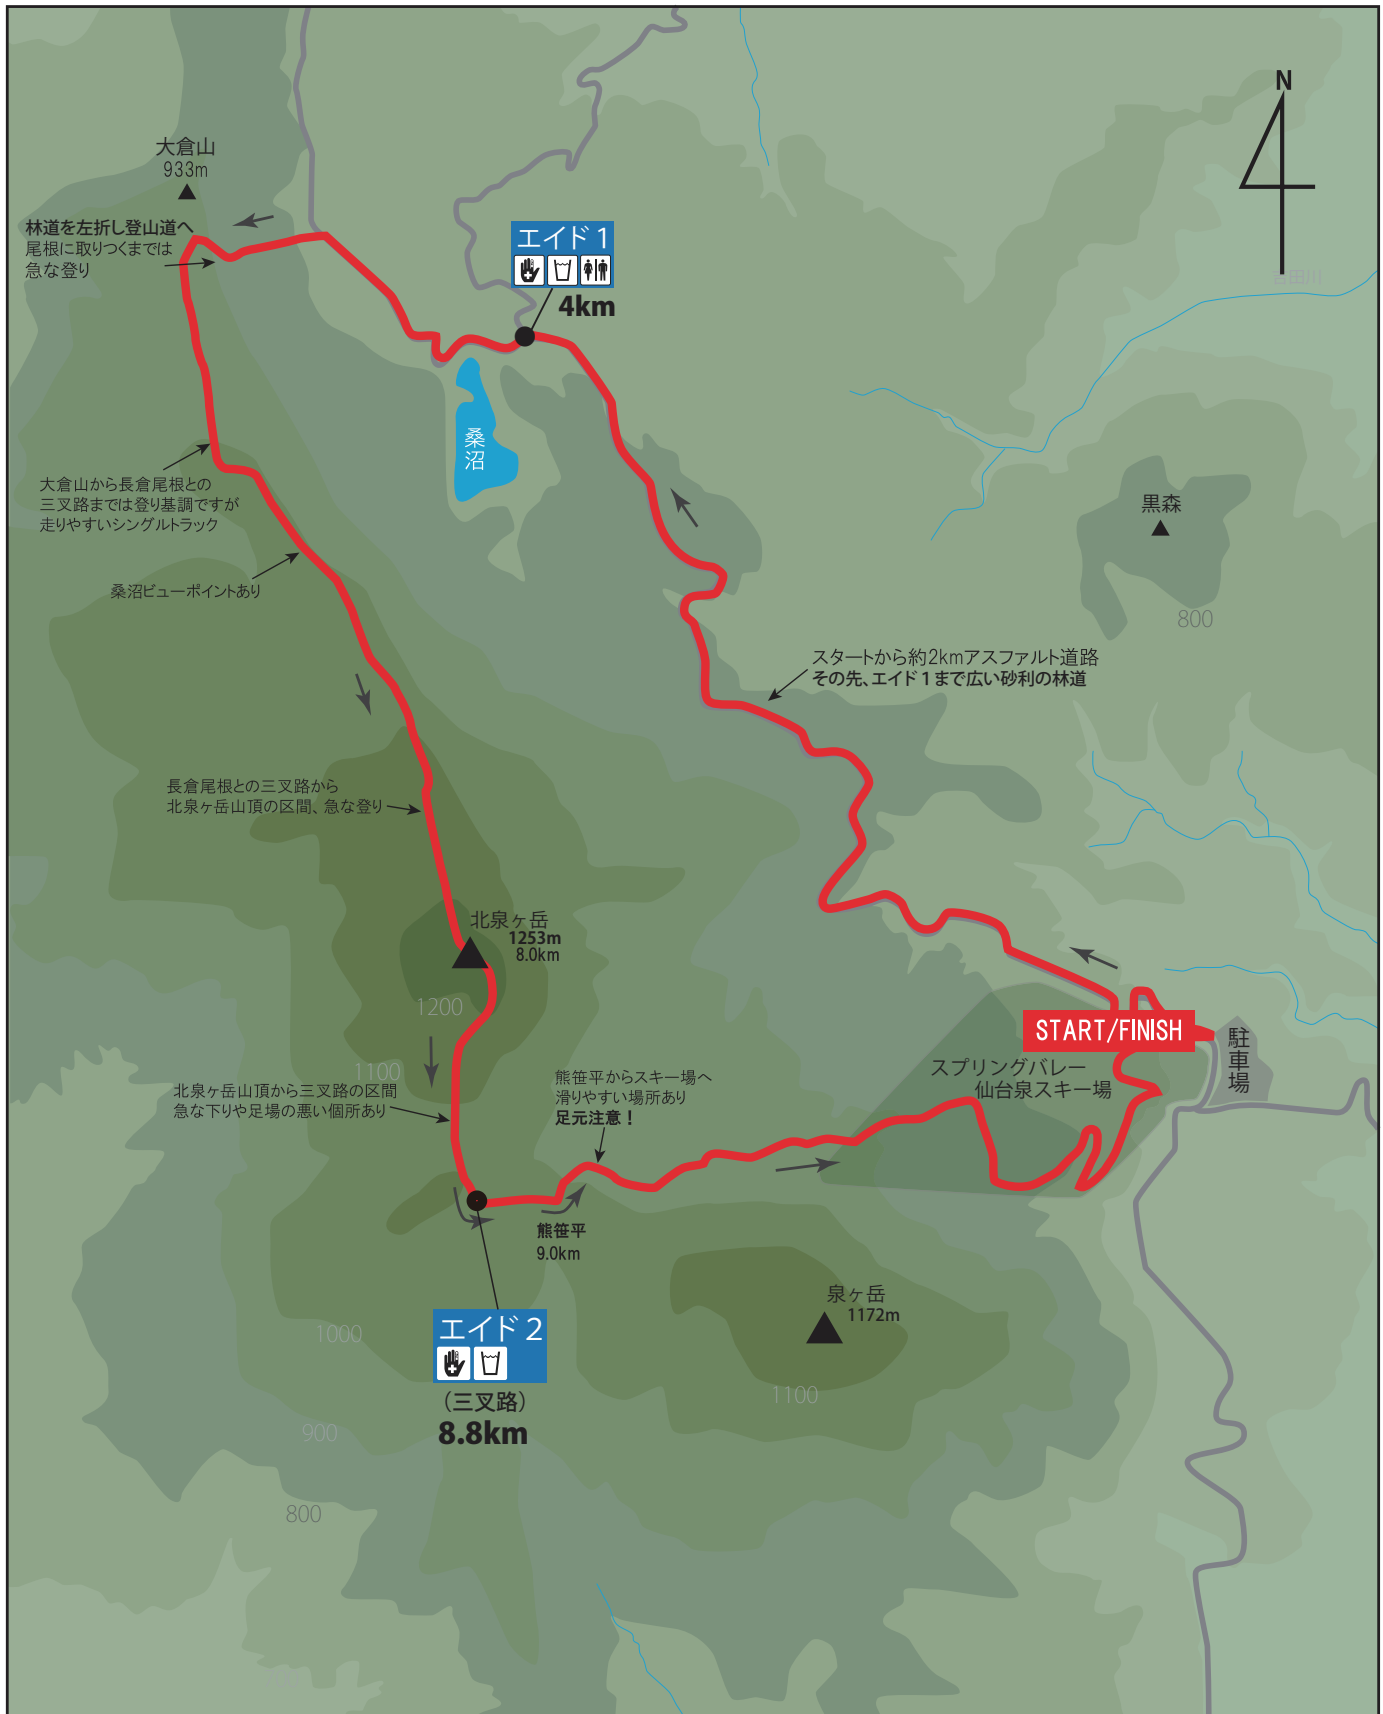 N
大倉山
933m
林道を左折し登山道へ
尾根に取りつくまでは
急な登り
エイド1
4km
吉田川
桑沼
大倉山から長倉尾根との
三叉路までは登り基調ですが
走りやすいシングルトラック
黒森
800
桑沼ビューポイントあり
スタートから約2kmアスファルト道路
その先、エイド1まで広い砂利の林道
長倉尾根との三叉路から
北泉ヶ岳山頂の区間、急な登り
北泉ヶ岳
1253m
8.0km
1200
START/FINISH
駐車場
スプリングバレー
仙台泉スキー場
1100
北泉ヶ岳山頂から三叉路の区間
急な下りや足場の悪い個所あり
熊笹平からスキー場へ
滑りやすい場所あり
足元注意！
熊笹平
9.0km
泉ヶ岳
1172m
エイド2
（三叉路）
8.8km
1000
1100
900
800